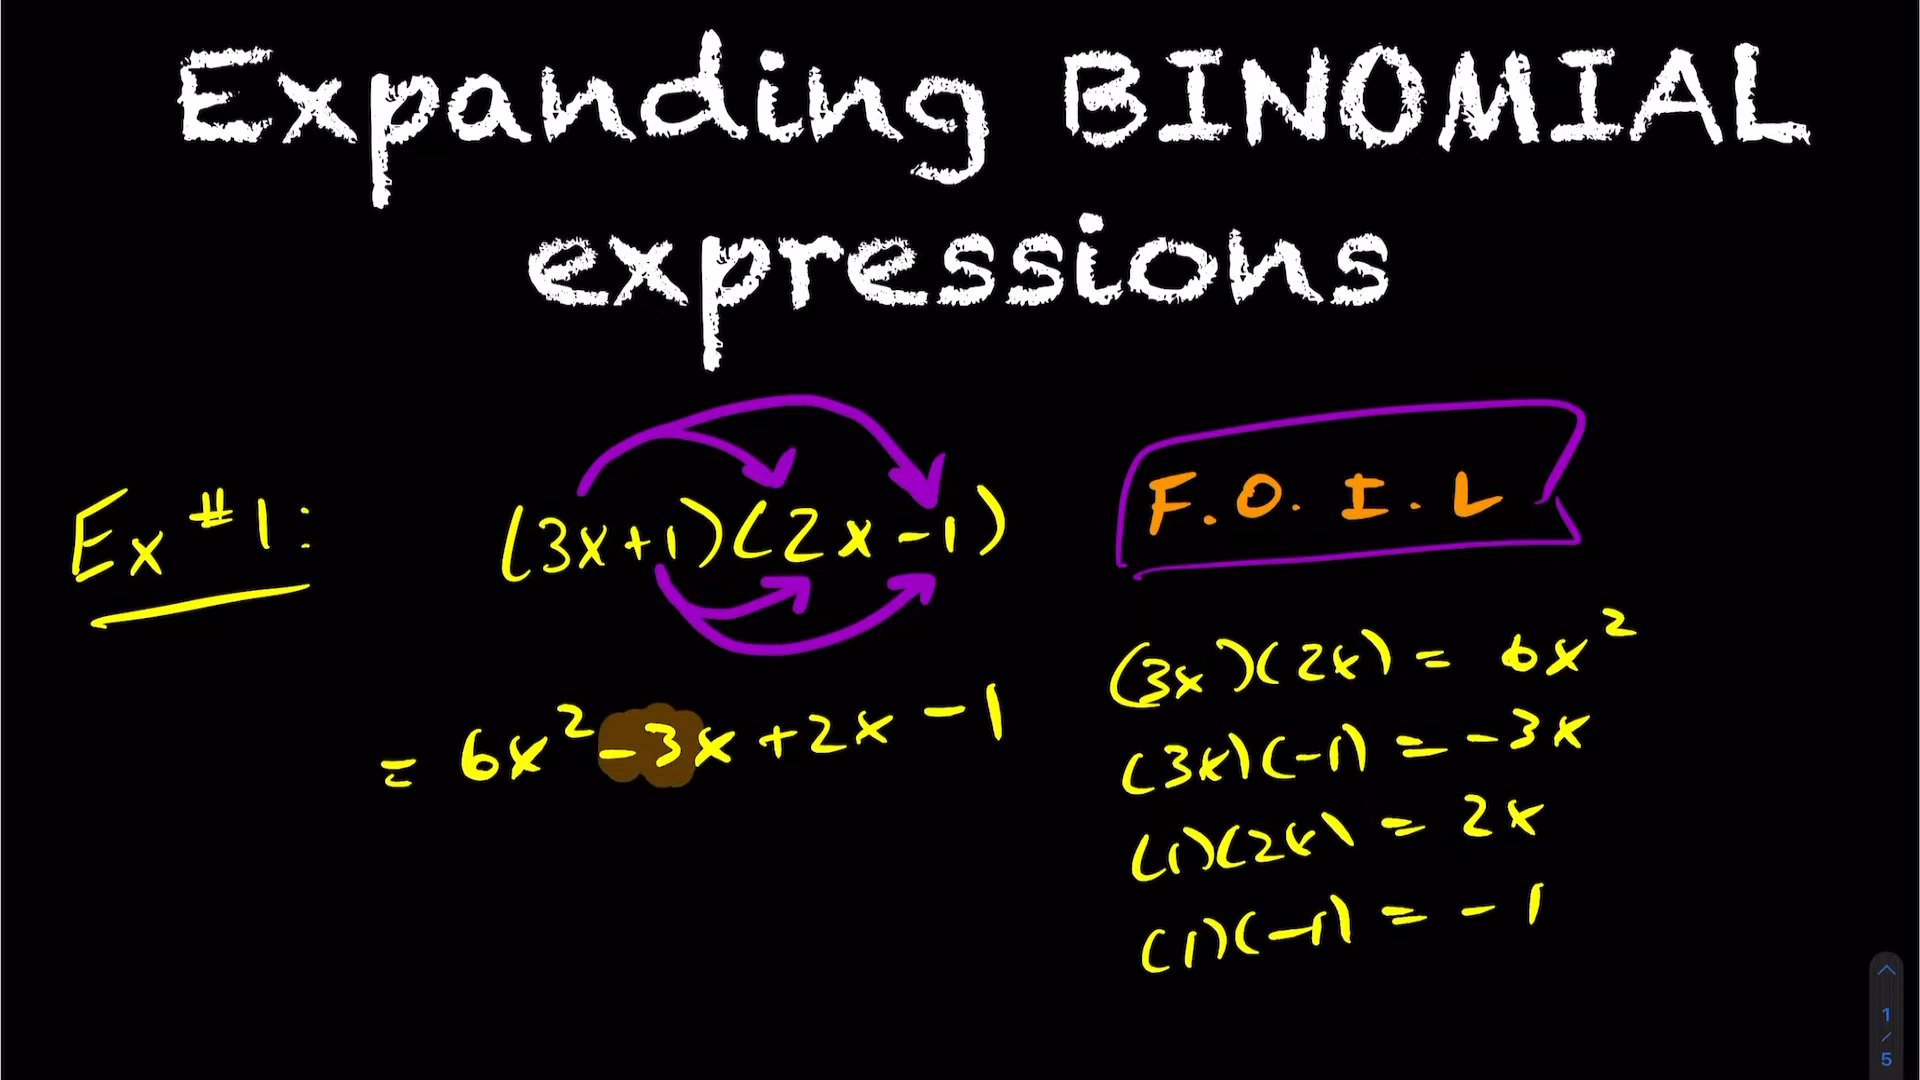 Expanding BINOMIAL
expressions
Ex #1:
(3x+1)(2x-1)
F.O.I.L
= 6x² -3x +2x -1
(3x)(2x) = 6x²
(3x)(-1) = -3x
(1)(2x) = 2x
(1)(-1) = -1
1
/
5